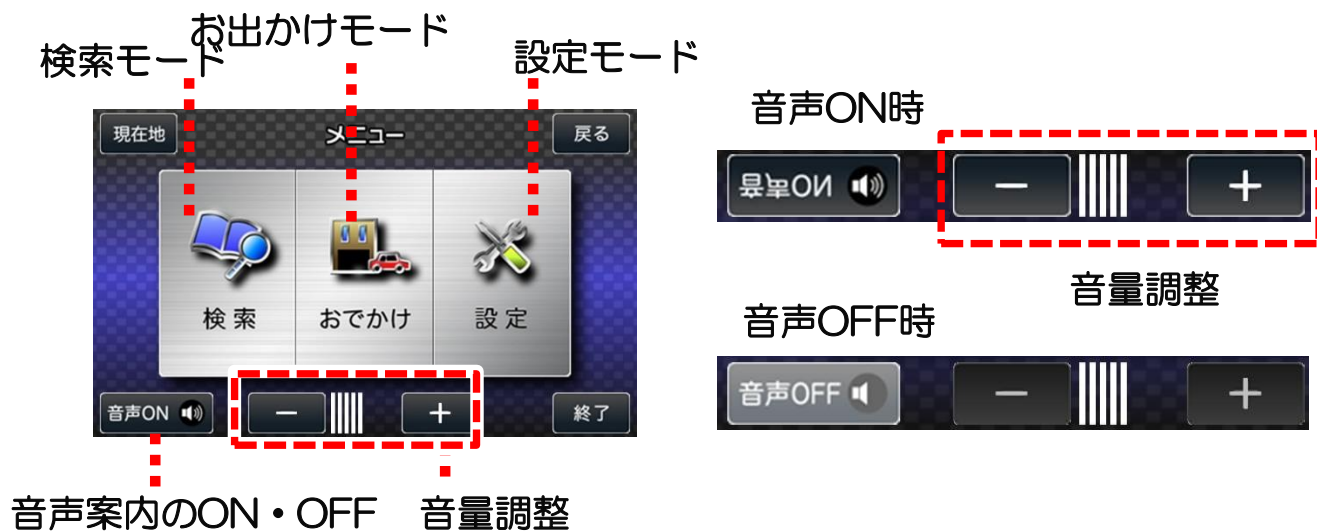 お出かけモード
検索モード
設定モード
現在地
メニュー
戻る
検索
おでかけ
設定
音声ON
－
＋
終了
音声案内のON・OFF
音量調整
音声ON時
音声ON
－
＋
音量調整
音声OFF時
音声OFF
－
＋